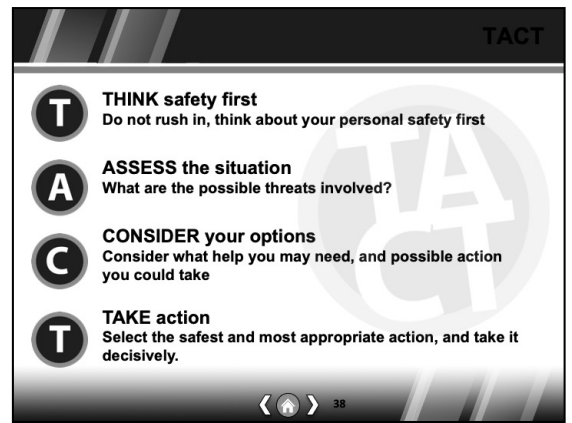 TACT
T
THINK safety first
Do not rush in, think about your personal safety first
A
ASSESS the situation
What are the possible threats involved?
C
CONSIDER your options
Consider what help you may need, and possible action
you could take
T
TAKE action
Select the safest and most appropriate action, and take it
decisively.
TA
CT
38